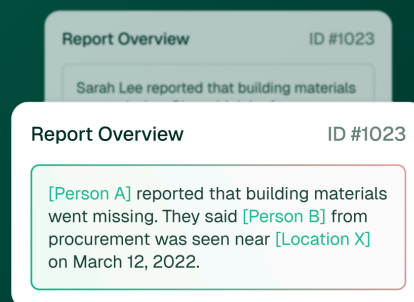 Report Overview ID #1023
Sarah Lee reported that building materials
Report Overview ID #1023
[Person A] reported that building materials
went missing. They said [Person B] from
procurement was seen near [Location X]
on March 12, 2022.